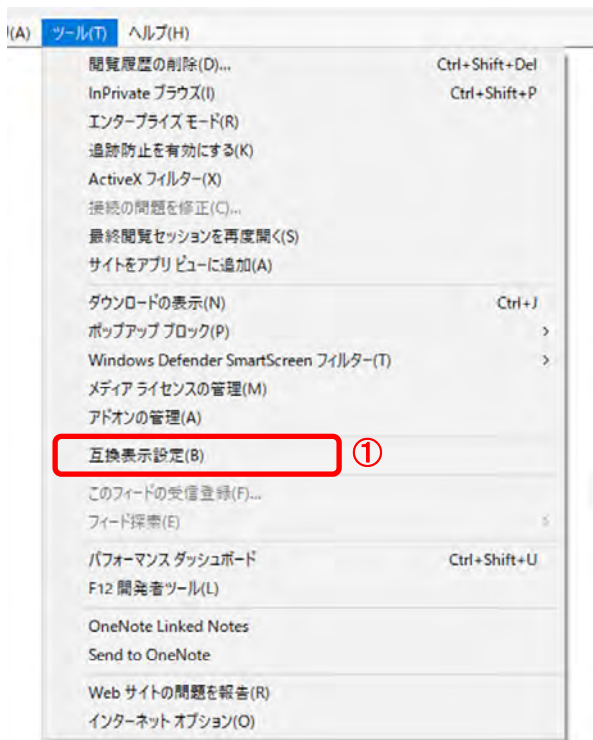 (A) ツール(T) ヘルプ(H)
閲覧履歴の削除(D)... Ctrl+Shift+Del
InPrivate ブラウズ(I) Ctrl+Shift+P
エンタープライズ モード(R)
追跡防止を有効にする(K)
ActiveX フィルター(X)
接続の問題を修正(C)...
最終閲覧セッションを再度開く(S)
サイトをアプリ ビューに追加(A)
ダウンロードの表示(N) Ctrl+J
ポップアップ ブロック(P)
Windows Defender SmartScreen フィルター(T)
メディア ライセンスの管理(M)
アドオンの管理(A)
互換表示設定(B) ①
このフィードの受信登録(F)...
フィード探索(E)
パフォーマンス ダッシュボード Ctrl+Shift+U
F12 開発者ツール(L)
OneNote Linked Notes
Send to OneNote
Web サイトの問題を報告(R)
インターネット オプション(O)